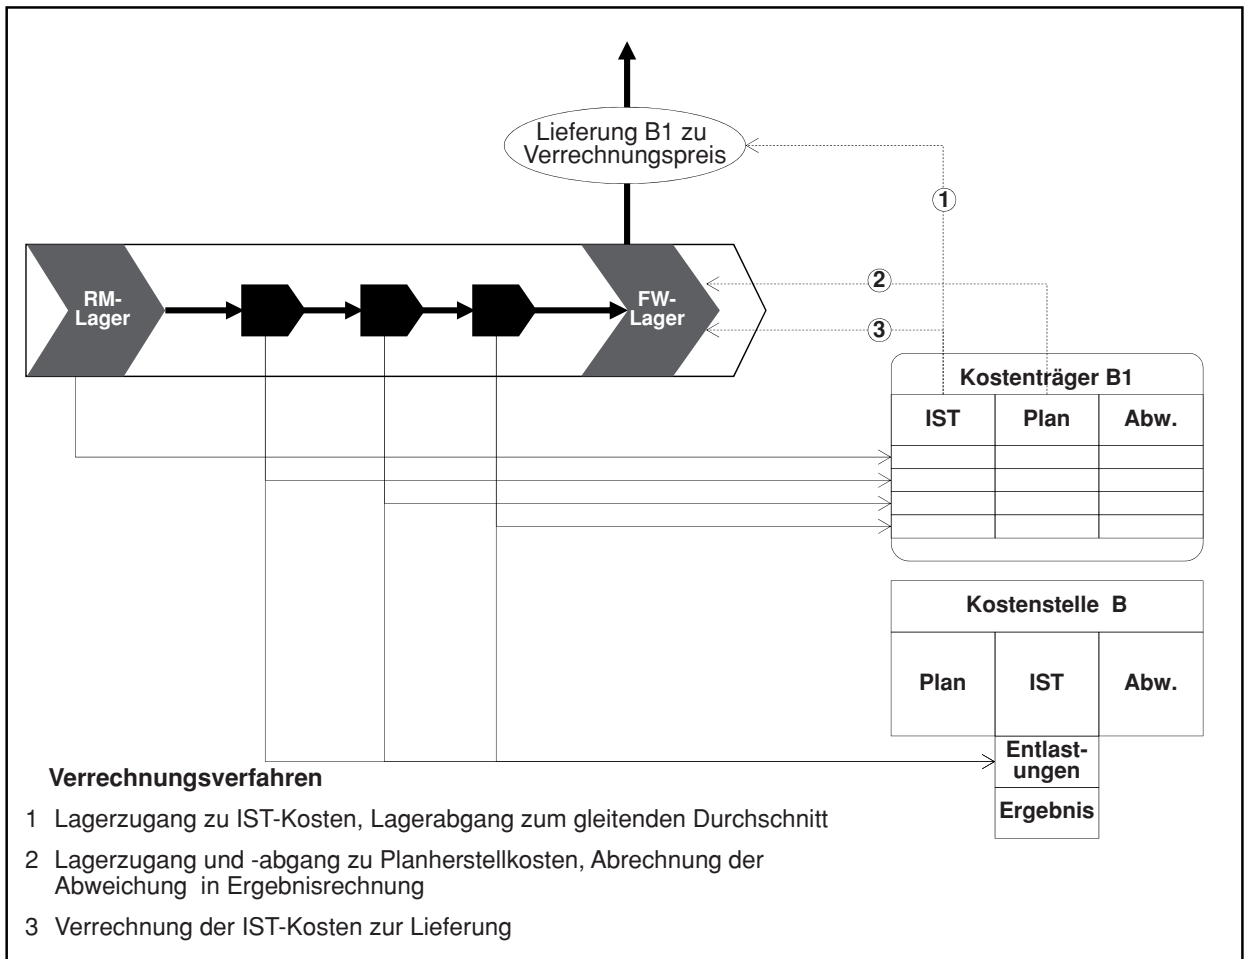 Lieferung B1 zu
Verrechnungspreis
1
2
3
RM-
Lager
FW-
Lager
Kostenträger B1
IST Plan Abw.
Kostenstelle B
Plan IST Abw.
Entlast-
ungen
Ergebnis
Verrechnungsverfahren
1 Lagerzugang zu IST-Kosten, Lagerabgang zum gleitenden Durchschnitt
2 Lagerzugang und -abgang zu Planherstellkosten, Abrechnung der
Abweichung in Ergebnisrechnung
3 Verrechnung der IST-Kosten zur Lieferung